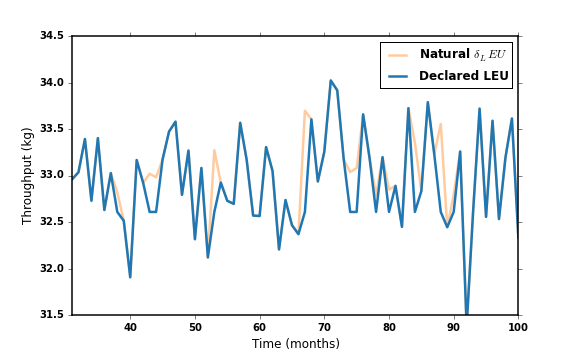 34.5
34.0
33.5
33.0
32.5
32.0
31.5
Throughput (kg)
Natural δ_L EU
Declared LEU
40 50 60 70 80 90 100
Time (months)